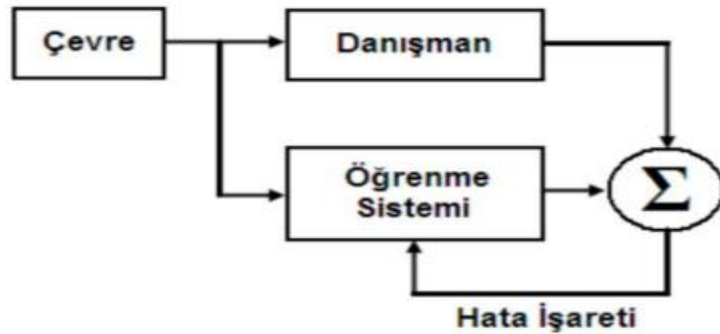 Çevre
Danışman
Öğrenme
Sistemi
Σ
Hata İşareti